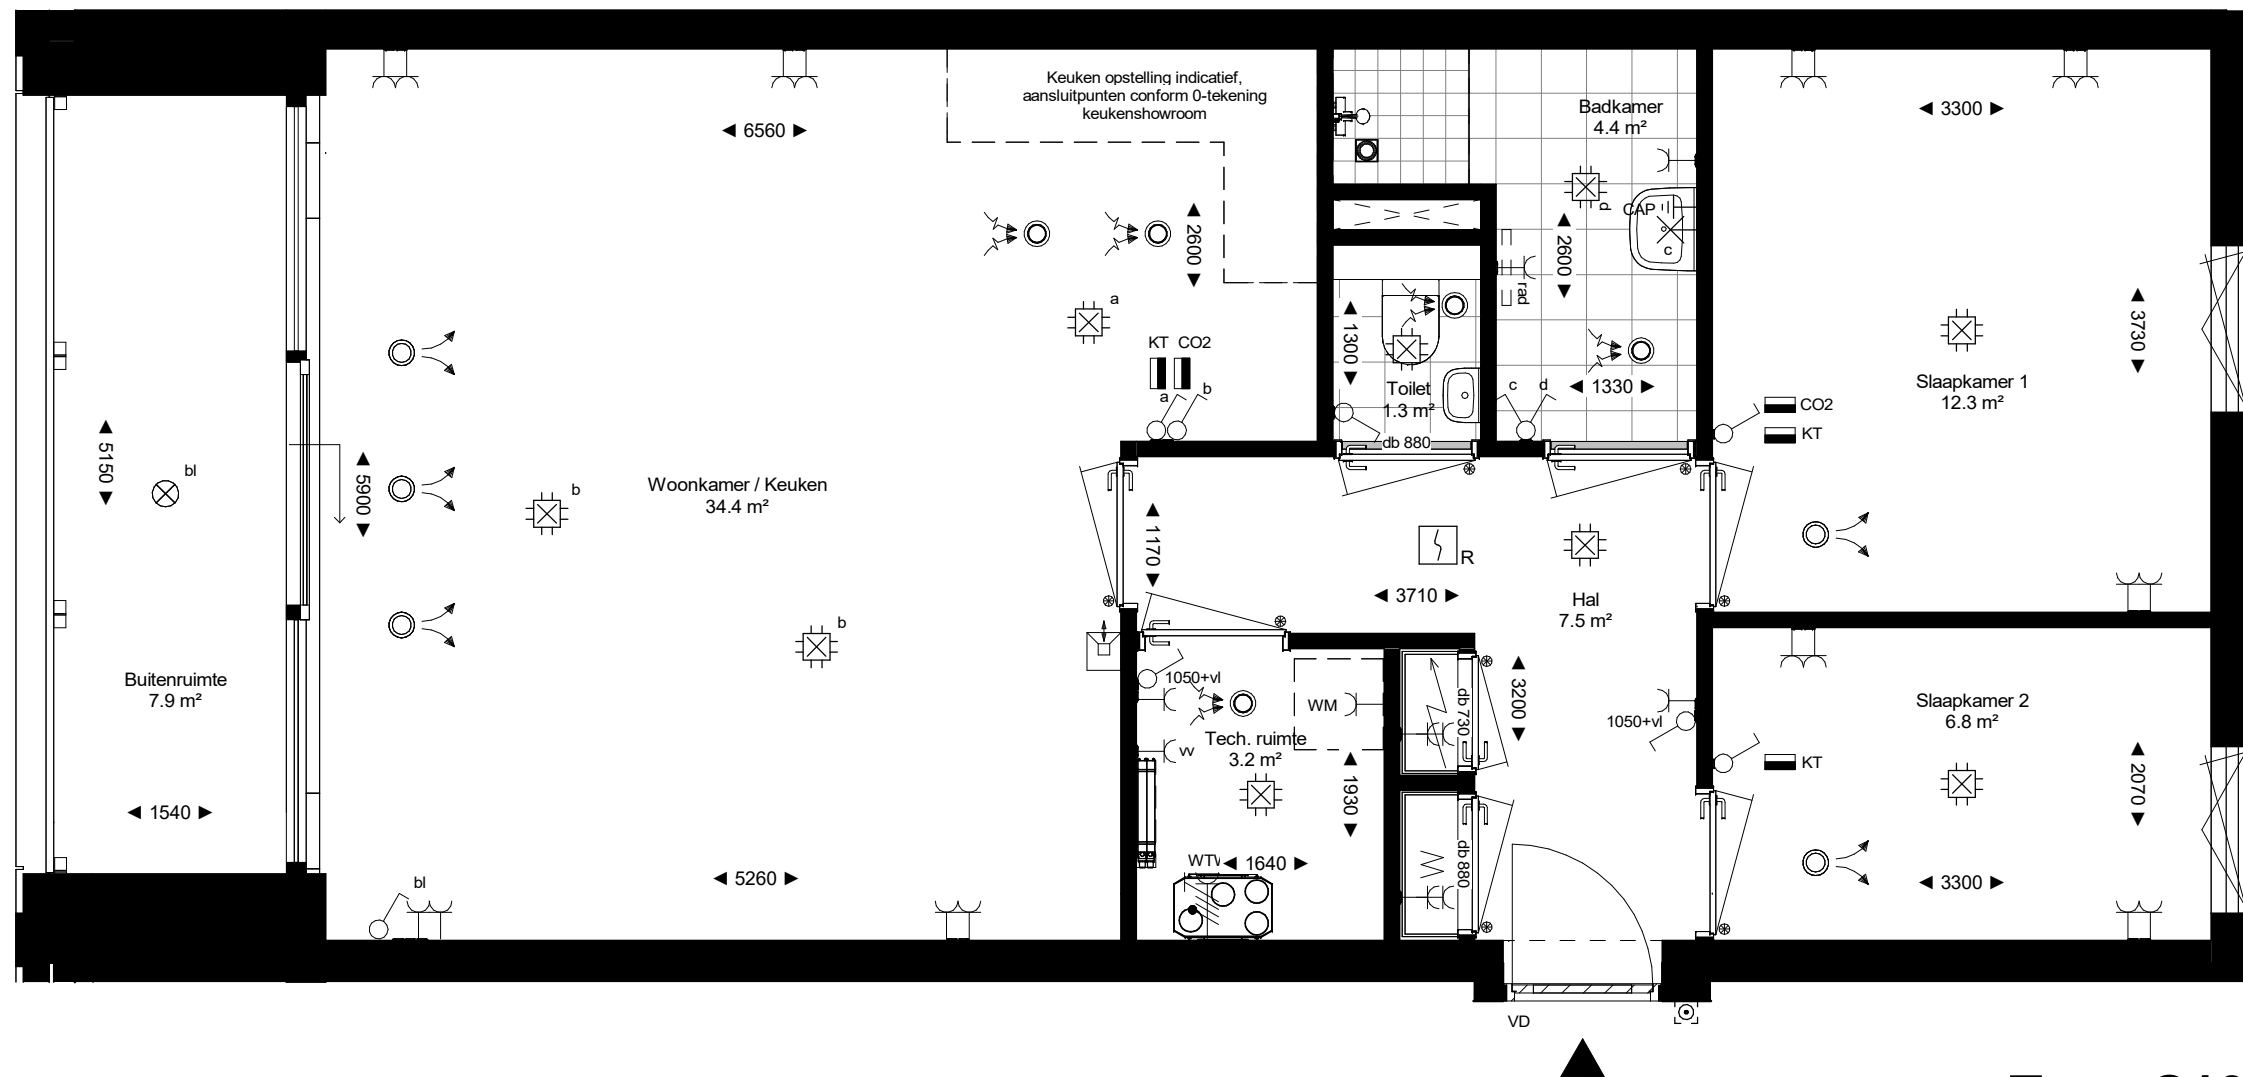 Keuken opstelling indicatief,
aansluitpunten conform 0-tekening
keukenshowroom
◄ 6560 ►
Badkamer
4.4 m²
◄ 3300 ►
◄ 2600 ►
d
CAP
c
◄ 2600 ►
rad
a
◄ 1300 ►
KT CO2
a
b
Toilet
1.3 m²
db 880
c
d
◄ 1330 ►
◄ 3730 ►
Slaapkamer 1
12.3 m²
CO2
KT
◄ 5150 ►
bl
◄ 5900 ►
b
Woonkamer / Keuken
34.4 m²
◄ 1170 ►
R
◄ 3710 ►
Hal
7.5 m²
b
Buitenruimte
7.9 m²
1050+vl
WM
vv
Tech. ruimte
3.2 m²
◄ 1930 ►
db 730
◄ 3200 ►
1050+vl
Slaapkamer 2
6.8 m²
KT
◄ 2070 ►
◄ 1540 ►
bl
◄ 5260 ►
◄ 1640 ►
W
db 880
◄ 3300 ►
VD